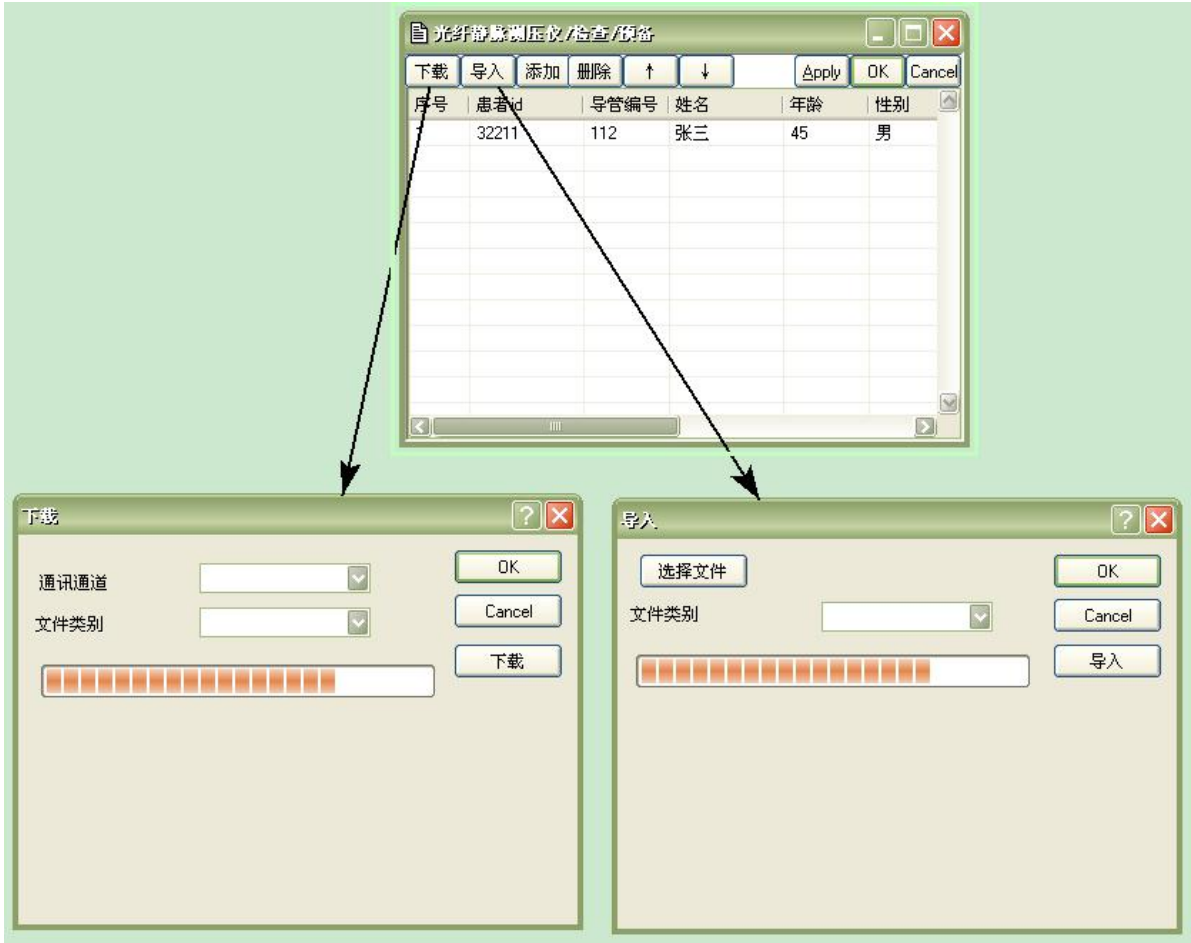 光纤静脉测压仪/检查/预备
下载 导入 添加 删除 ↑ ↓ Apply OK Cancel
序号 患者id 导管编号 姓名 年龄 性别
32211 112 张三 45 男
下载
通讯通道
文件类别
OK
Cancel
下载
导入
选择文件
文件类别
OK
Cancel
导入